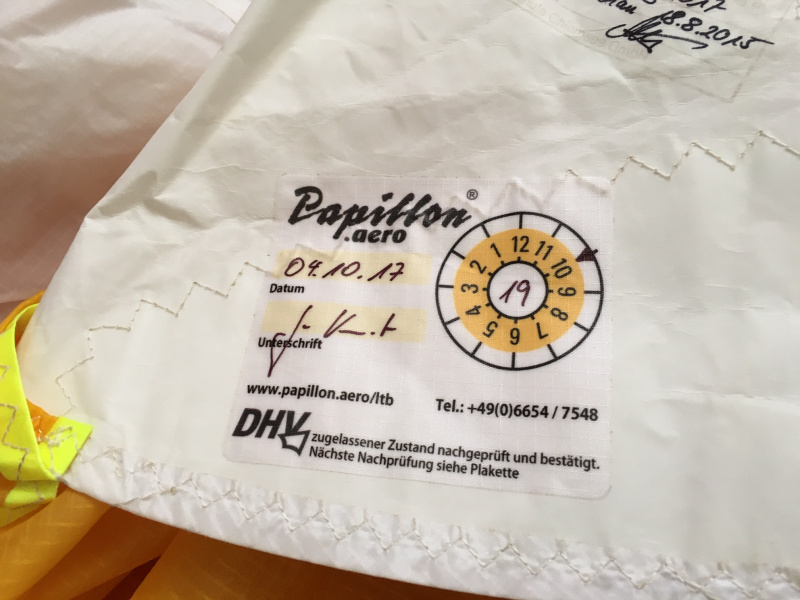 17
18.8.2015
Papillon®
.aero
04.10.17
Datum
Unterschrift
12 11 10 9 8 7 6 5 4 3 2 1
19
www.papillon.aero/ltb
Tel.: +49(0)6654 / 7548
DHV zugelassener Zustand nachgeprüft und bestätigt.
Nächste Nachprüfung siehe Plakette